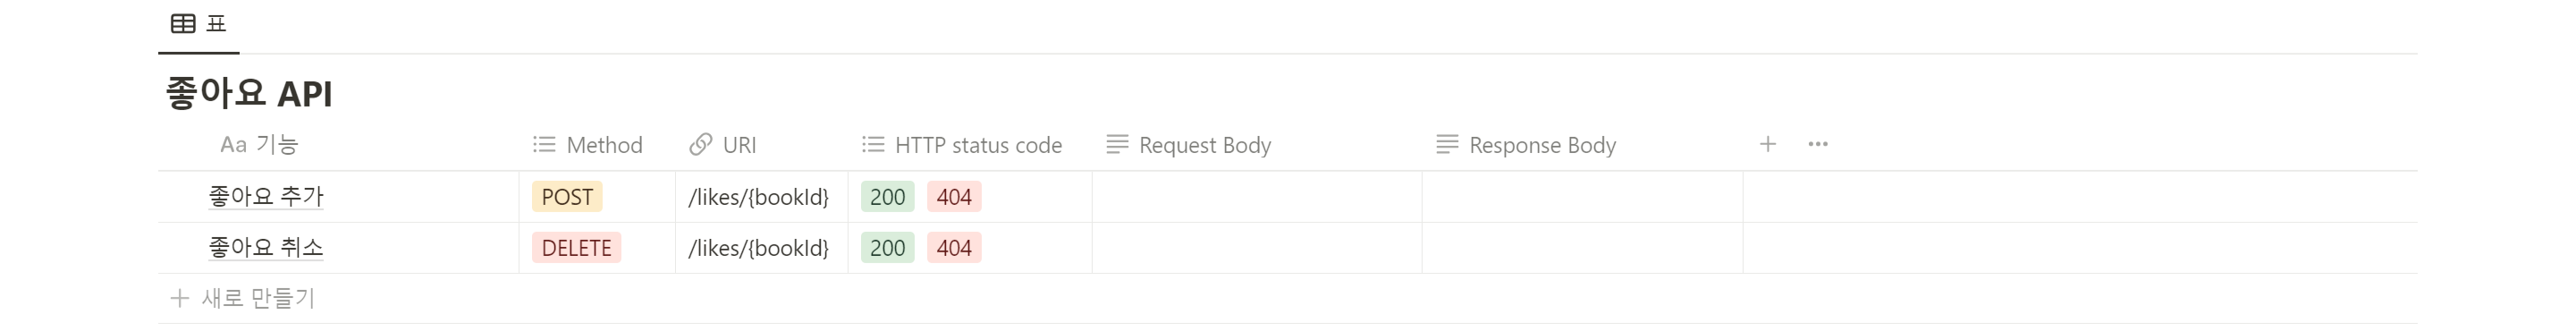 표
좋아요 API
Aa 기능 Method URI HTTP status code Request Body Response Body
좋아요 추가 POST /likes/{bookId} 200 404
좋아요 취소 DELETE /likes/{bookId} 200 404
새로 만들기